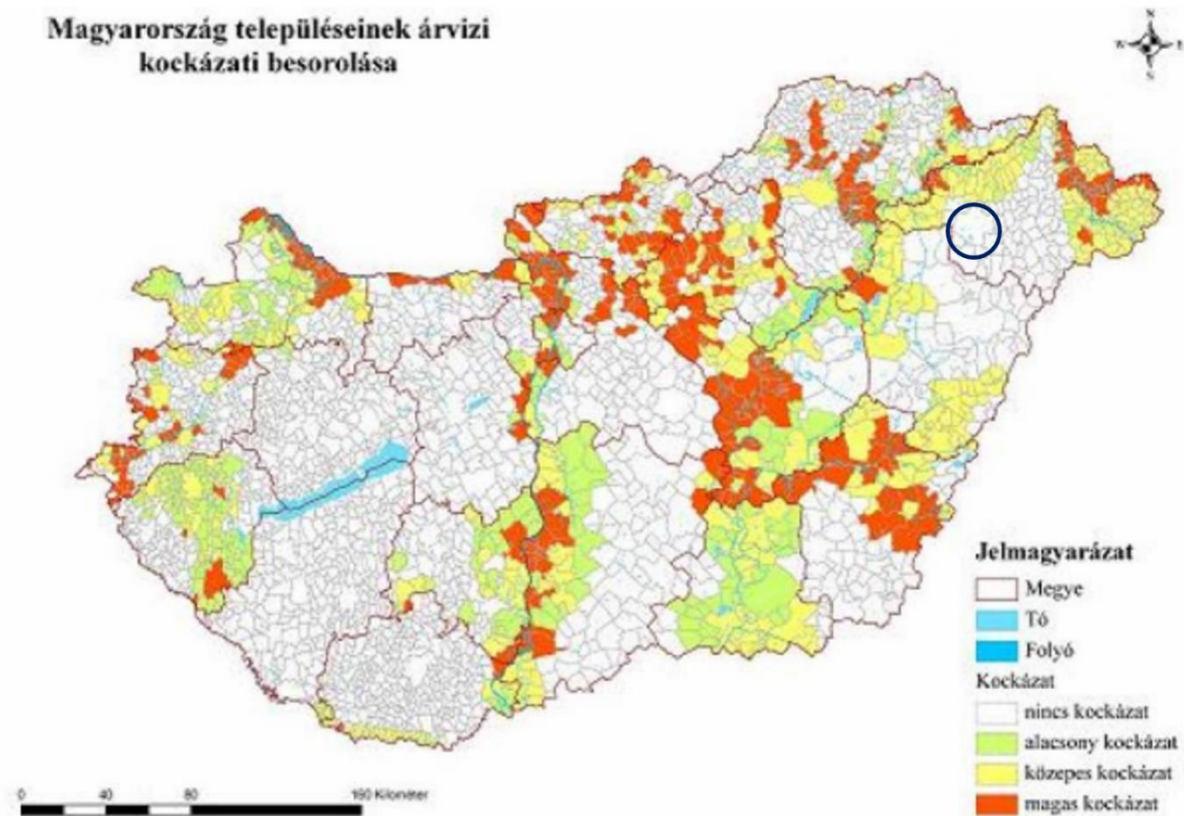 Magyarország településeinek árvizi
kockázati besorolása
N
W E
S
Jelmagyarázat
Megye
Tó
Folyó
Kockázat
nincs kockázat
alacsony kockázat
közepes kockázat
magas kockázat
0 40 80 160 Kilométer